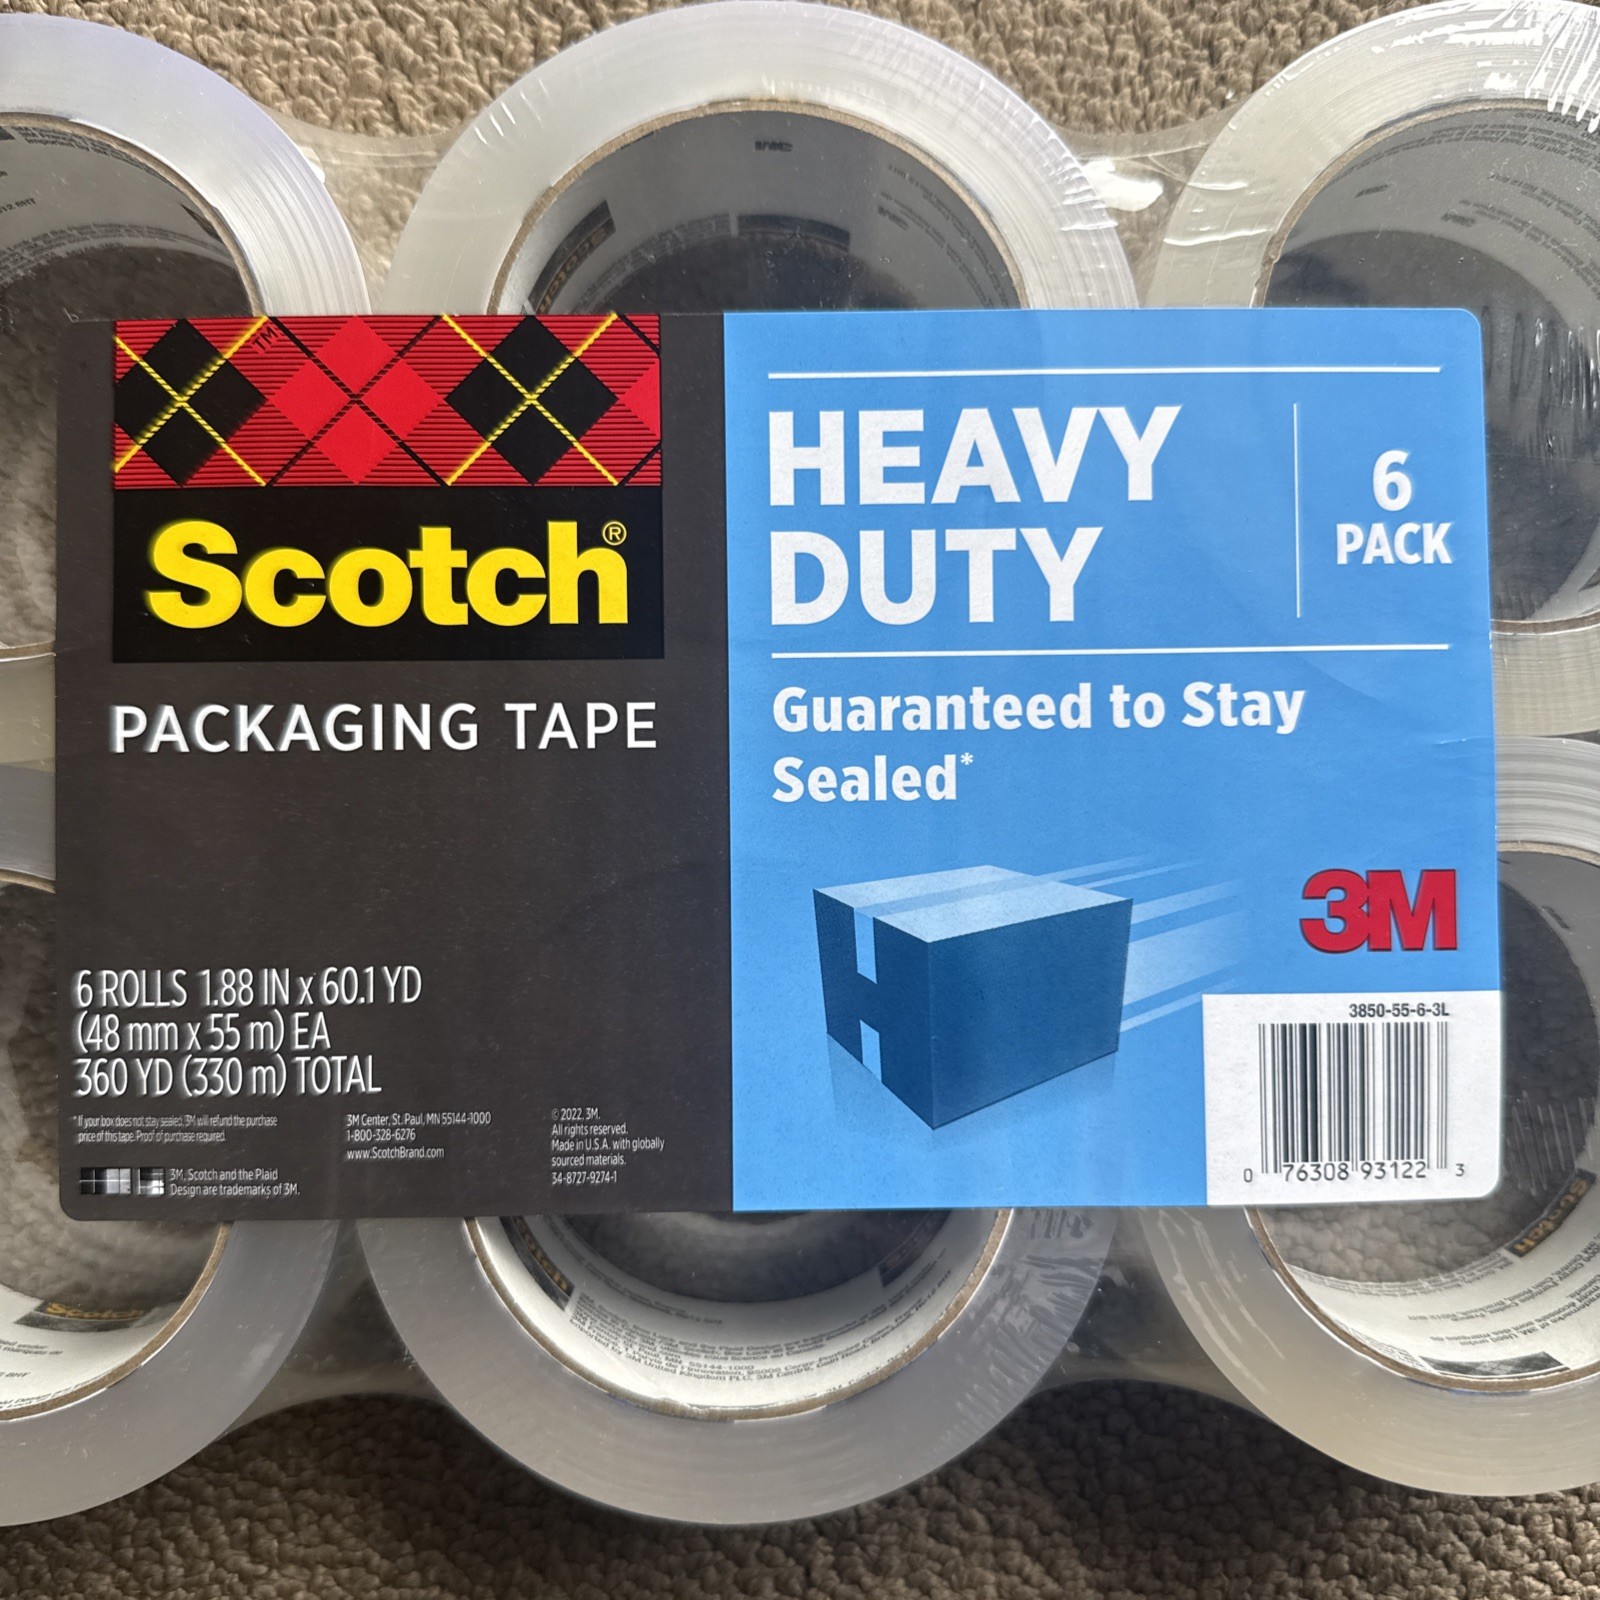 TM
Scotch®
PACKAGING TAPE
6 ROLLS 1.88 IN x 60.1 YD
(48 mm x 55 m) EA
360 YD (330 m) TOTAL
*If your box does not stay sealed, 3M will refund the purchase
price of this tape. Proof of purchase required.
3M, Scotch and the Plaid
Design are trademarks of 3M.
3M Center, St. Paul, MN 55144-1000
1-800-328-6276
www.ScotchBrand.com
© 2022, 3M.
All rights reserved.
Made in U.S.A. with globally
sourced materials.
34-8727-9274-1
HEAVY
DUTY
6
PACK
Guaranteed to Stay
Sealed*
3M
3850-55-6-3L
0 76308 93122 3
Scotch
Scotch
Scotch